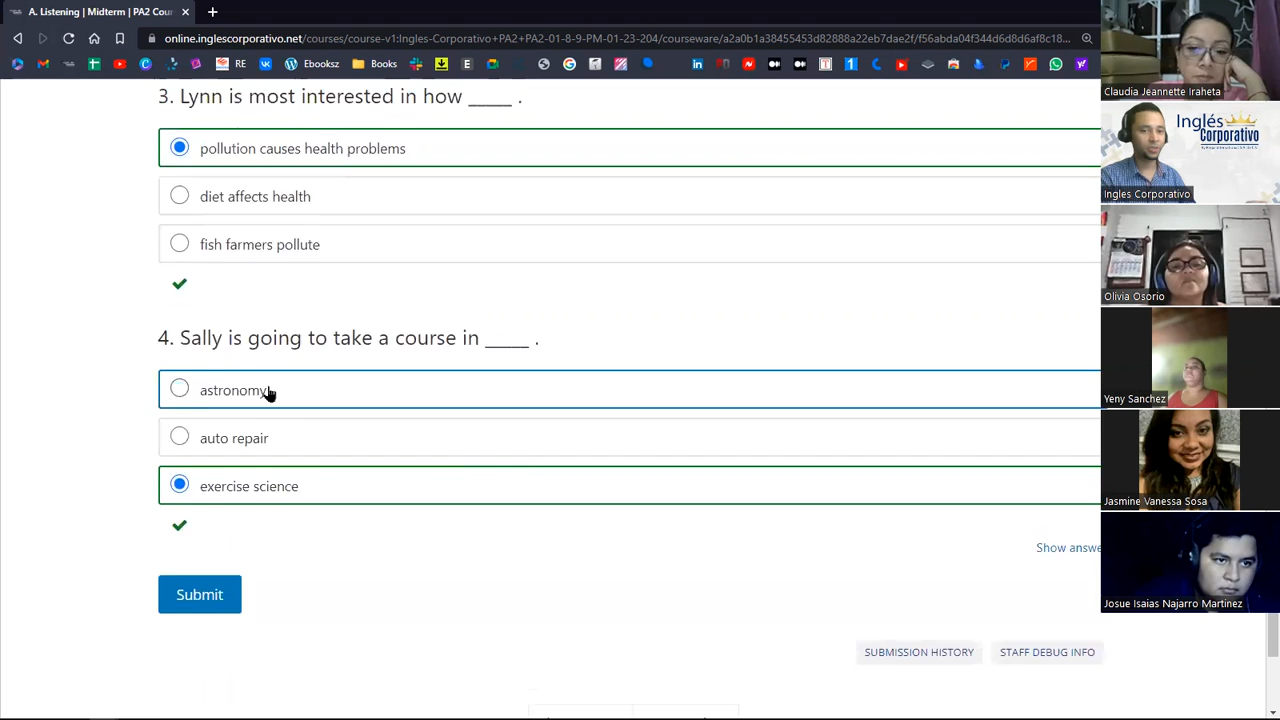 A. Listening | Midterm | PA2 Cour
online.inglescorporativo.net/courses/course-v1:Ingles-Corporativo+PA2+PA2-01-8-9-PM-01-23-204/courseware/a2a0b1a38455453d82888a22eb7dae2f/f56abda04f344d6d8d6af8c18...
RE
Ebooksz
Books
3. Lynn is most interested in how _____ .
pollution causes health problems
diet affects health
fish farmers pollute
4. Sally is going to take a course in _____ .
astronomy
auto repair
exercise science
Show answe
Submit
SUBMISSION HISTORY
STAFF DEBUG INFO
Claudia Jeannette Iraheta
Inglés
Corporativo
Ingles Corporativo
Olivia Osorio
Yeny Sanchez
Jasmine Vanessa Sosa
Josue Isaias Najarro Martinez